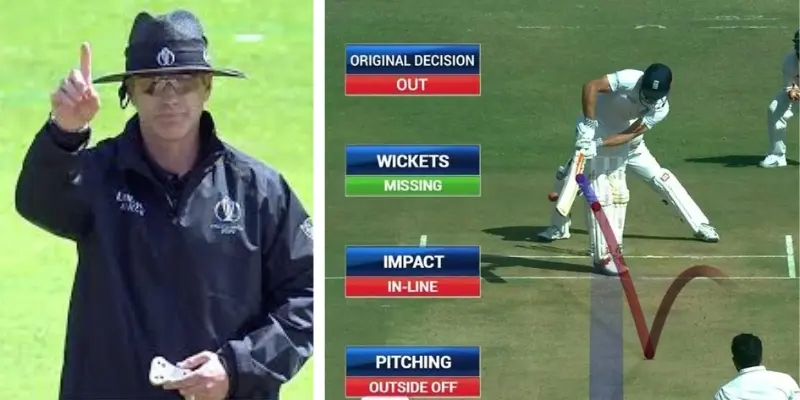 ORIGINAL DECISION
OUT
WICKETS
MISSING
IMPACT
IN-LINE
PITCHING
OUTSIDE OFF